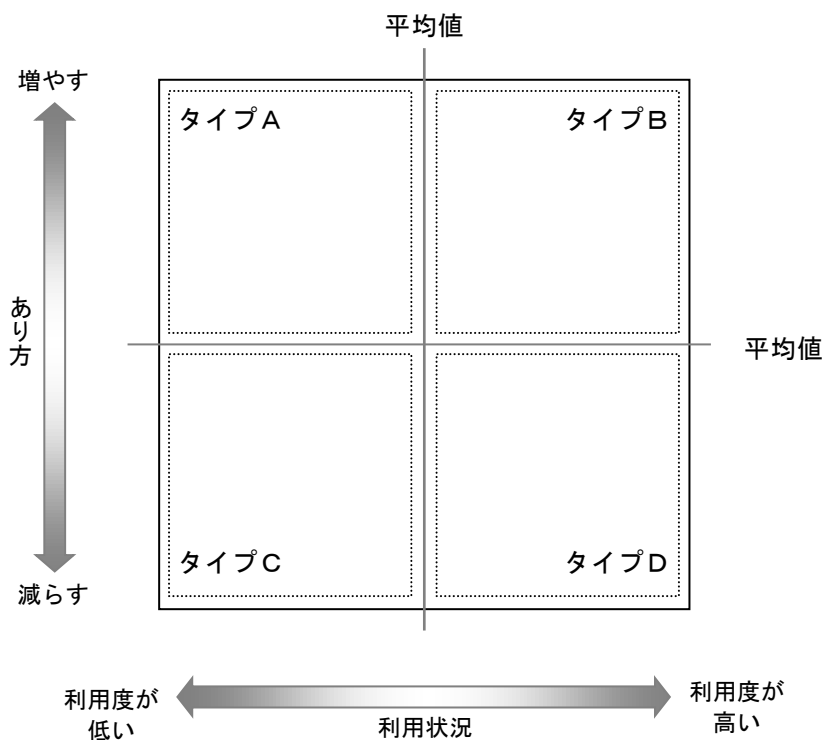 平均値
増やす
タイプA
タイプB
あり方
平均値
タイプC
タイプD
減らす
利用度が
低い
利用状況
利用度が
高い